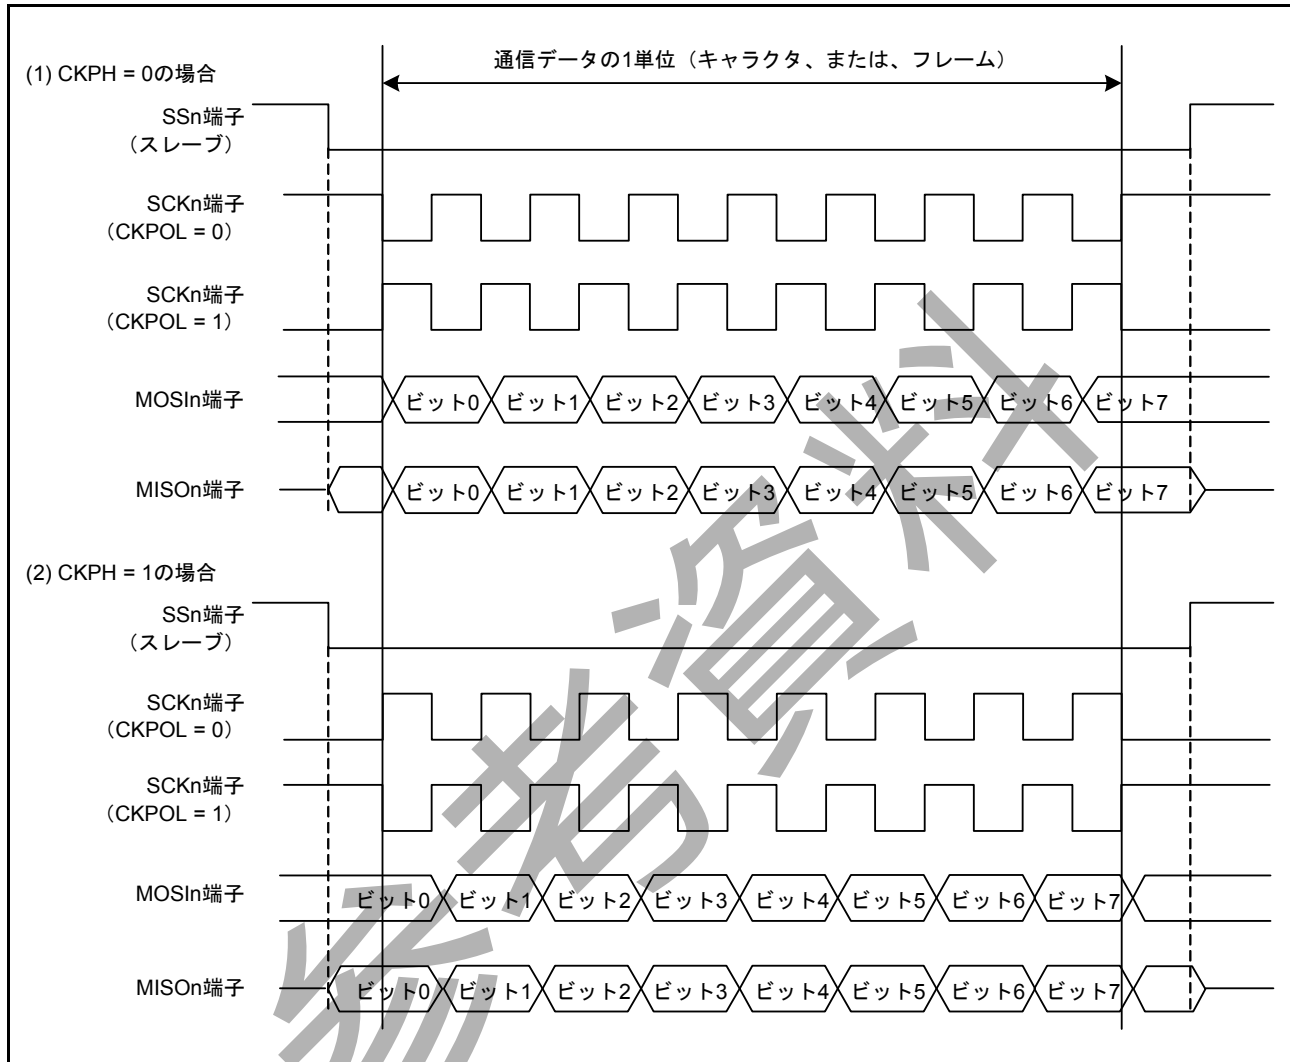 通信データの1単位（キャラクタ、または、フレーム）
(1) CKPH = 0の場合
SSn端子
（スレーブ）
SCKn端子
（CKPOL = 0）
SCKn端子
（CKPOL = 1）
MOSIn端子
ビット0 ビット1 ビット2 ビット3 ビット4 ビット5 ビット6 ビット7
MISOn端子
ビット0 ビット1 ビット2 ビット3 ビット4 ビット5 ビット6 ビット7
(2) CKPH = 1の場合
SSn端子
（スレーブ）
SCKn端子
（CKPOL = 0）
SCKn端子
（CKPOL = 1）
MOSIn端子
ビット0 ビット1 ビット2 ビット3 ビット4 ビット5 ビット6 ビット7
MISOn端子
ビット0 ビット1 ビット2 ビット3 ビット4 ビット5 ビット6 ビット7
参考資料